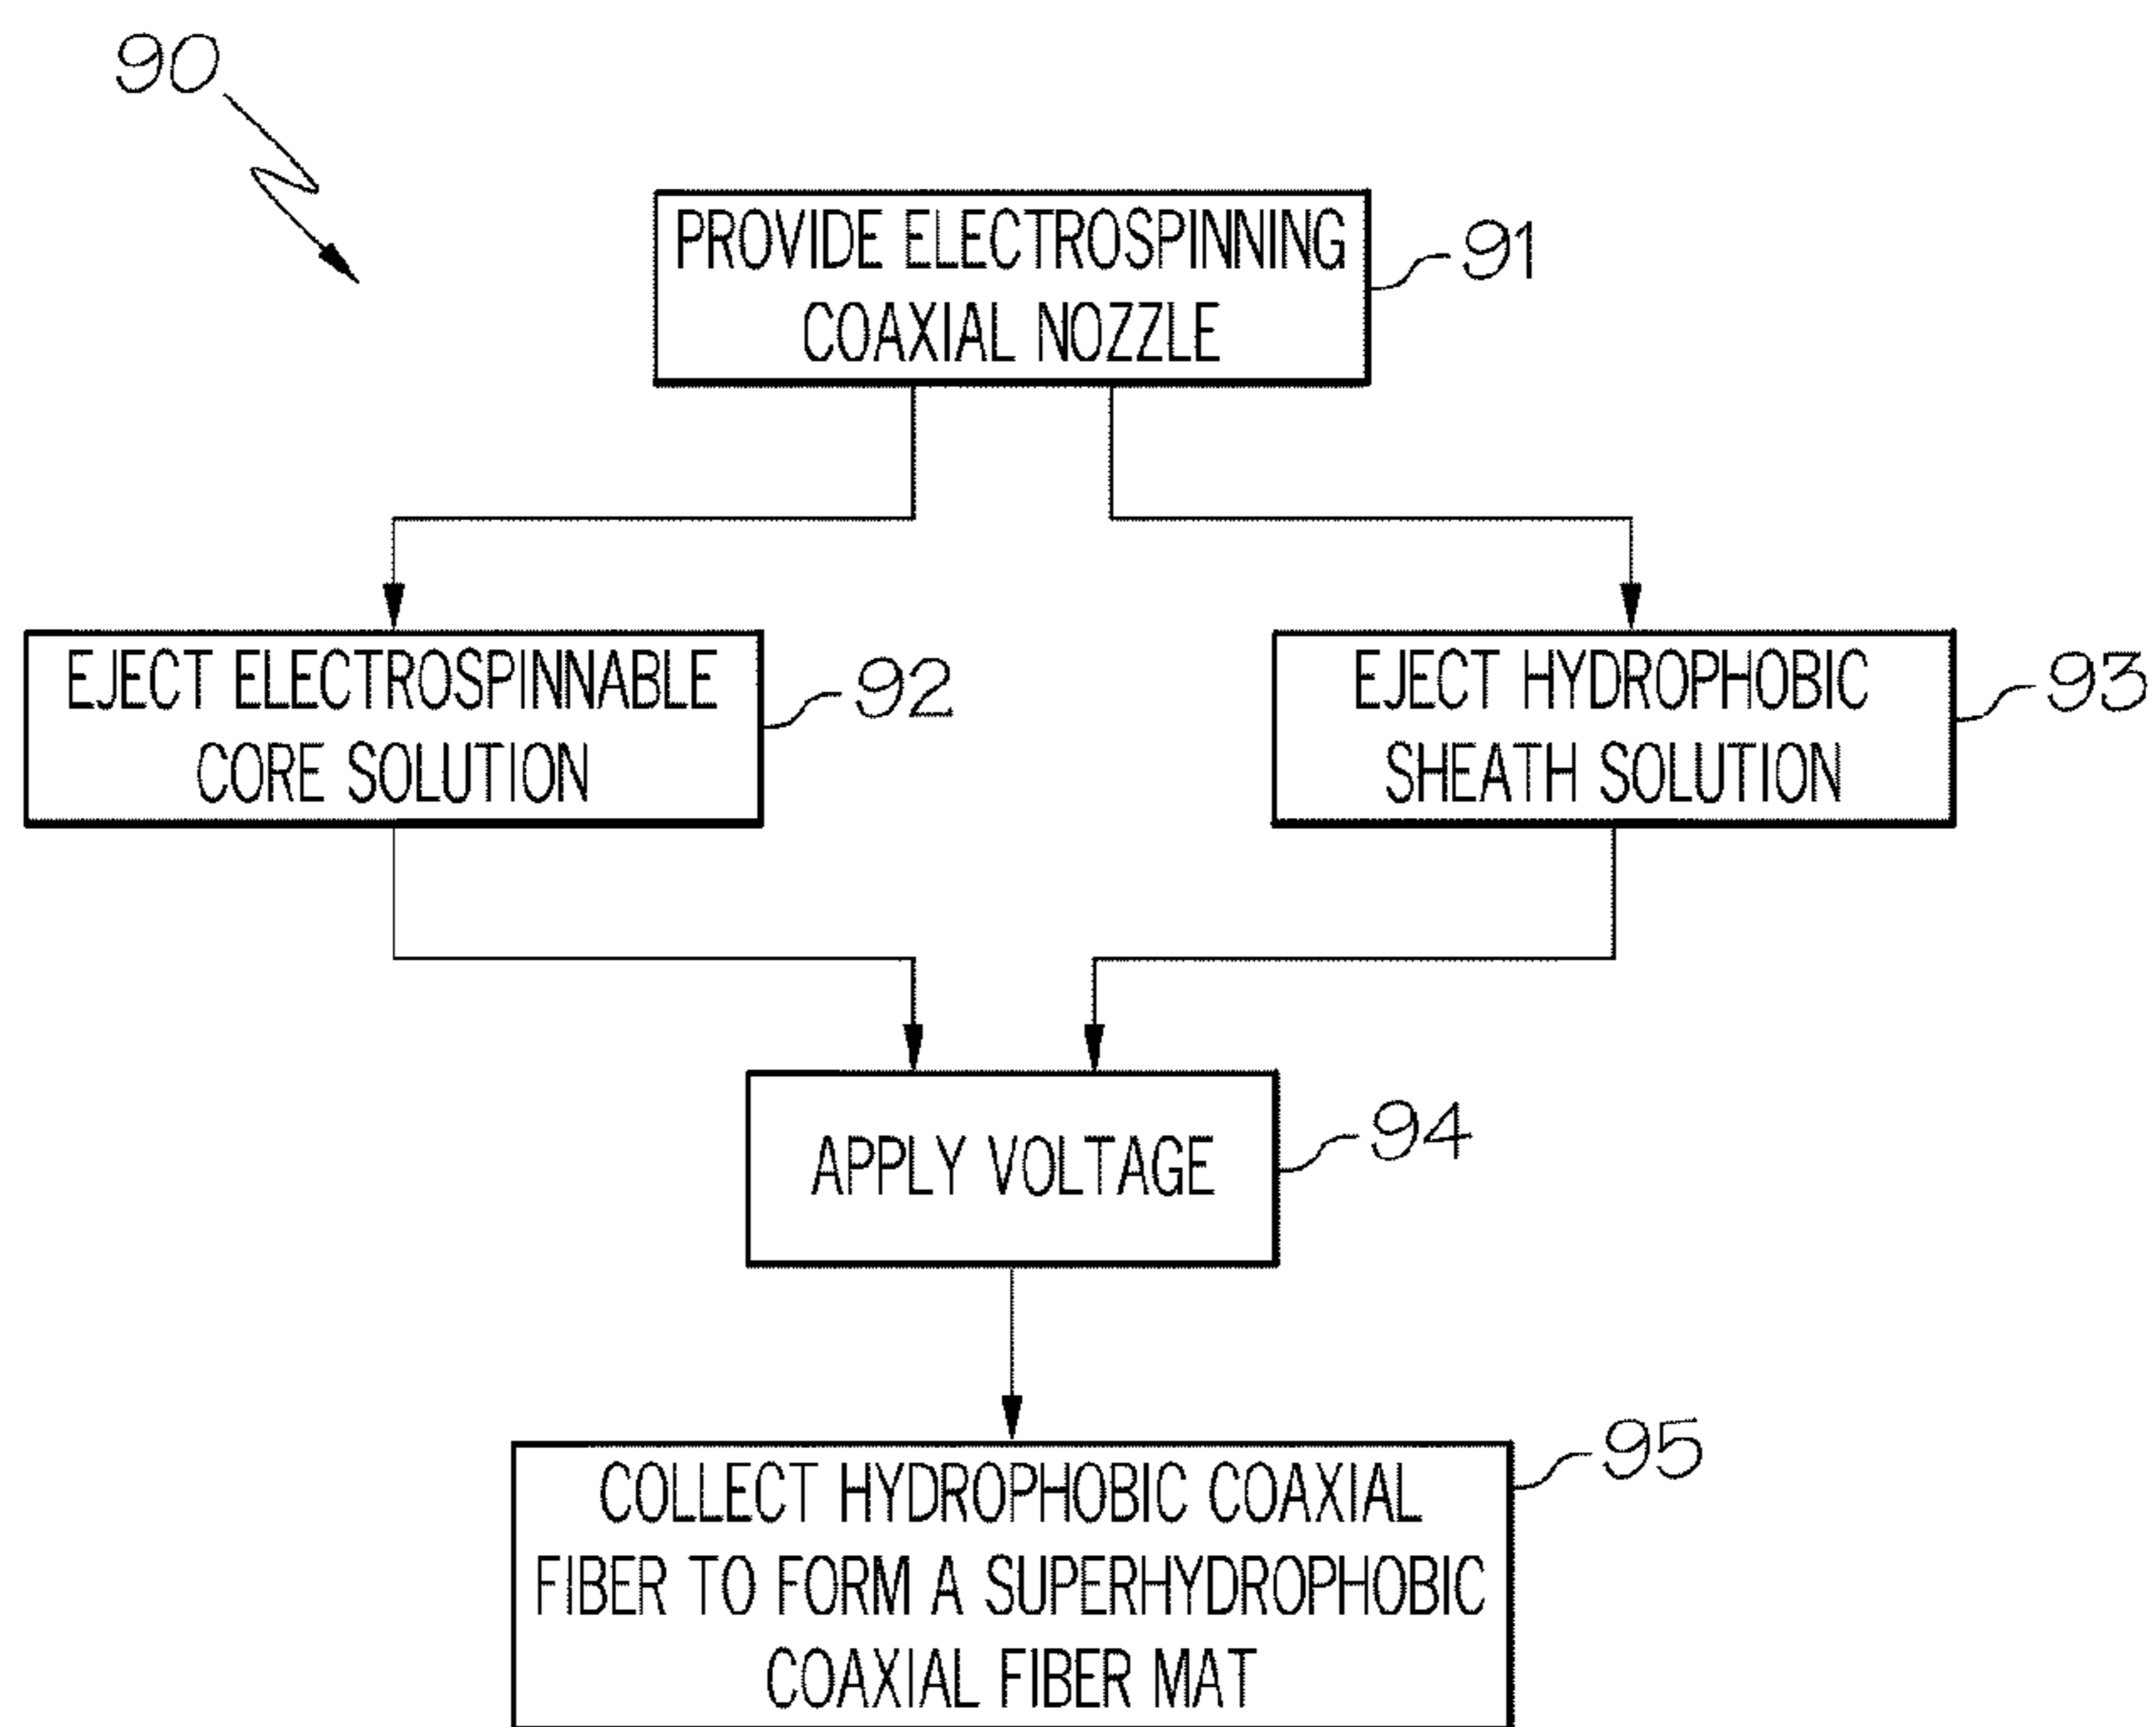 90
PROVIDE ELECTROSPINNING
COAXIAL NOZZLE
91
EJECT ELECTROSPINNABLE
CORE SOLUTION
92
EJECT HYDROPHOBIC
SHEATH SOLUTION
93
APPLY VOLTAGE
94
COLLECT HYDROPHOBIC COAXIAL
FIBER TO FORM A SUPERHYDROPHOBIC
COAXIAL FIBER MAT
95